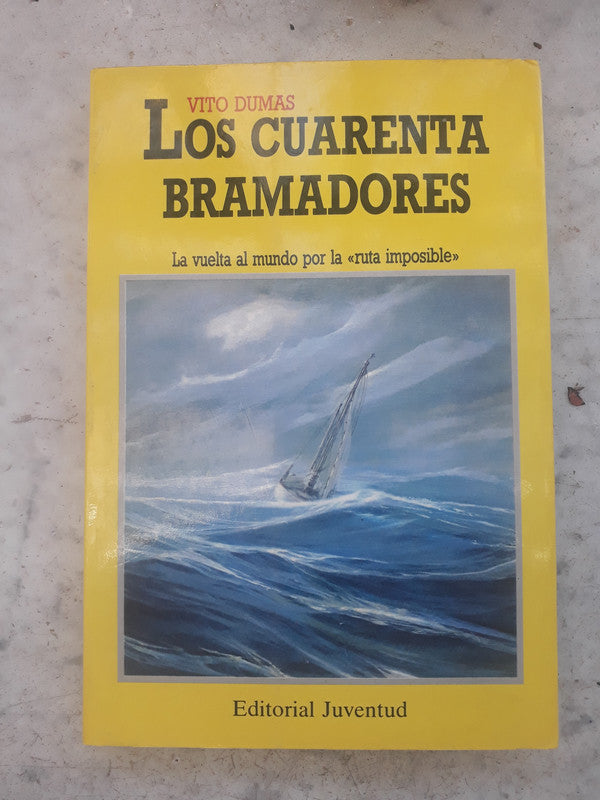 VITO DUMAS
LOS CUARENTA
BRAMADORES
La vuelta al mundo por la «ruta imposible»
Editorial Juventud